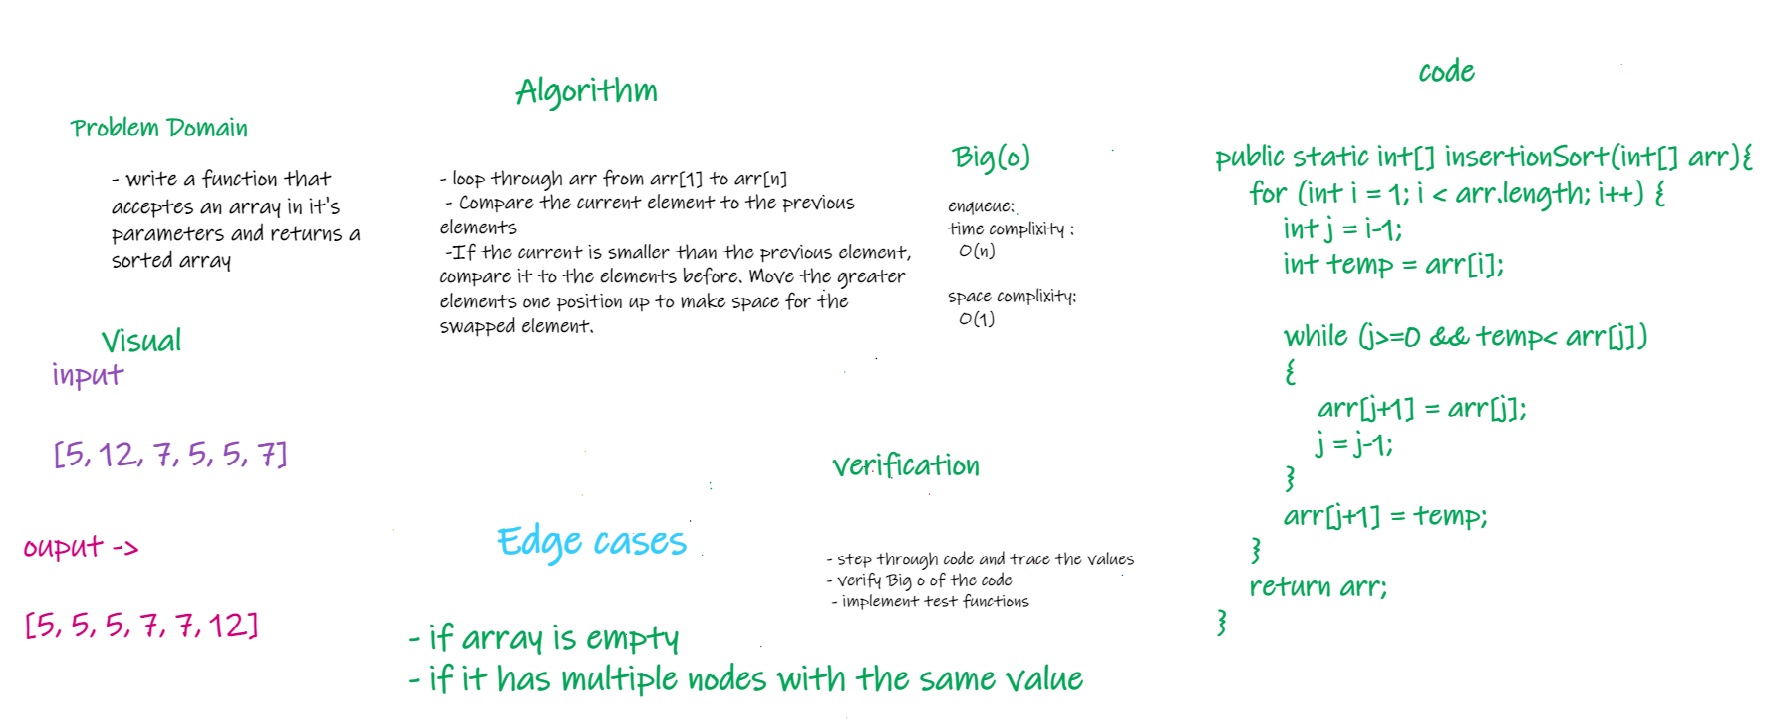 Problem Domain
- write a function that
acceptes an array in it's
parameters and returns a
sorted array
Visual
input
[5, 12, 7, 5, 5, 7]
ouput ->
[5, 5, 5, 7, 7, 12]
Algorithm
- loop through arr from arr[1] to arr[n]
- Compare the current element to the previous
elements
-If the current is smaller than the previous element,
compare it to the elements before. Move the greater
elements one position up to make space for the
swapped element.
Edge cases
- if array is empty
- if it has multiple nodes with the same value
Big(o)
enqueue:
time complixity :
O(n)
space complixity:
O(1)
verification
- step through code and trace the values
- verify Big o of the code
- implement test functions
code
public static int[] insertionSort(int[] arr){
for (int i = 1; i < arr.length; i++) {
int j = i-1;
int temp = arr[i];
while (j>=0 && temp< arr[j])
{
arr[j+1] = arr[j];
j = j-1;
}
arr[j+1] = temp;
}
return arr;
}